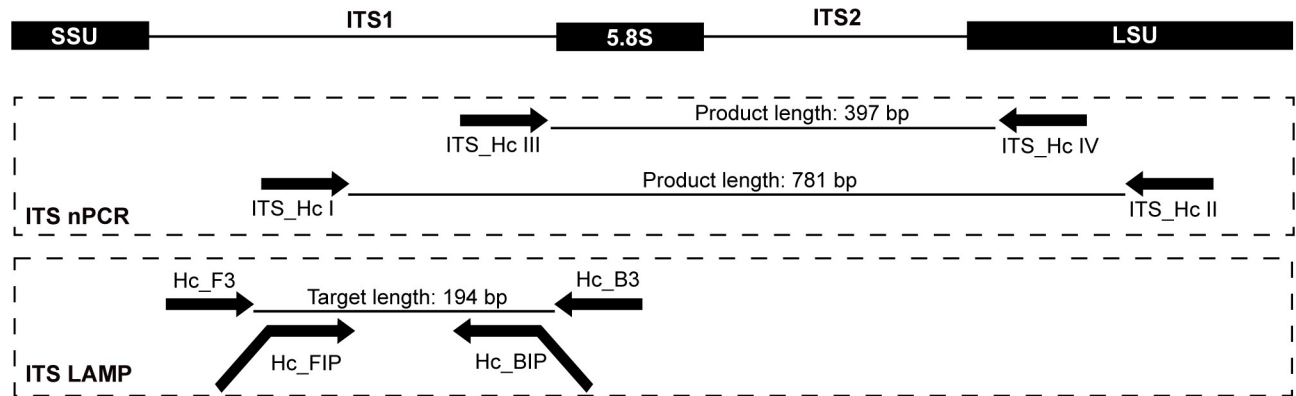 ITS1
ITS2
SSU
5.8S
LSU
Product length: 397 bp
ITS_Hc III
ITS_Hc IV
Product length: 781 bp
ITS_Hc I
ITS_Hc II
ITS nPCR
Hc_F3
Hc_B3
Target length: 194 bp
Hc_FIP
Hc_BIP
ITS LAMP